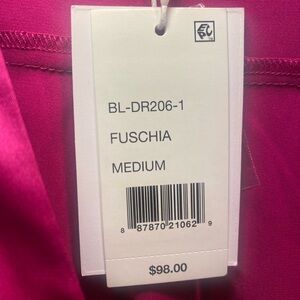 BL-DR206-1
FUSCHIA
MEDIUM
8 87870 21062 9
$98.00